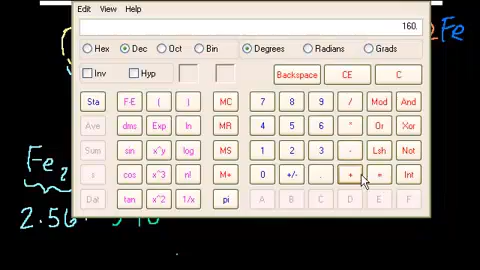 Edit View Help
160.
Hex Dec Oct Bin Degrees Radians Grads
Inv Hyp Backspace CE C
Sta F-E ( ) MC 7 8 9 / Mod And
Ave dms Exp ln MR 4 5 6 * Or Xor
Sum sin x^y log MS 1 2 3 - Lsh Not
s cos x^3 n! M+ 0 +/- . + = Int
Dat tan x^2 1/x pi A B C D E F
2Fe
Fe2
2.56